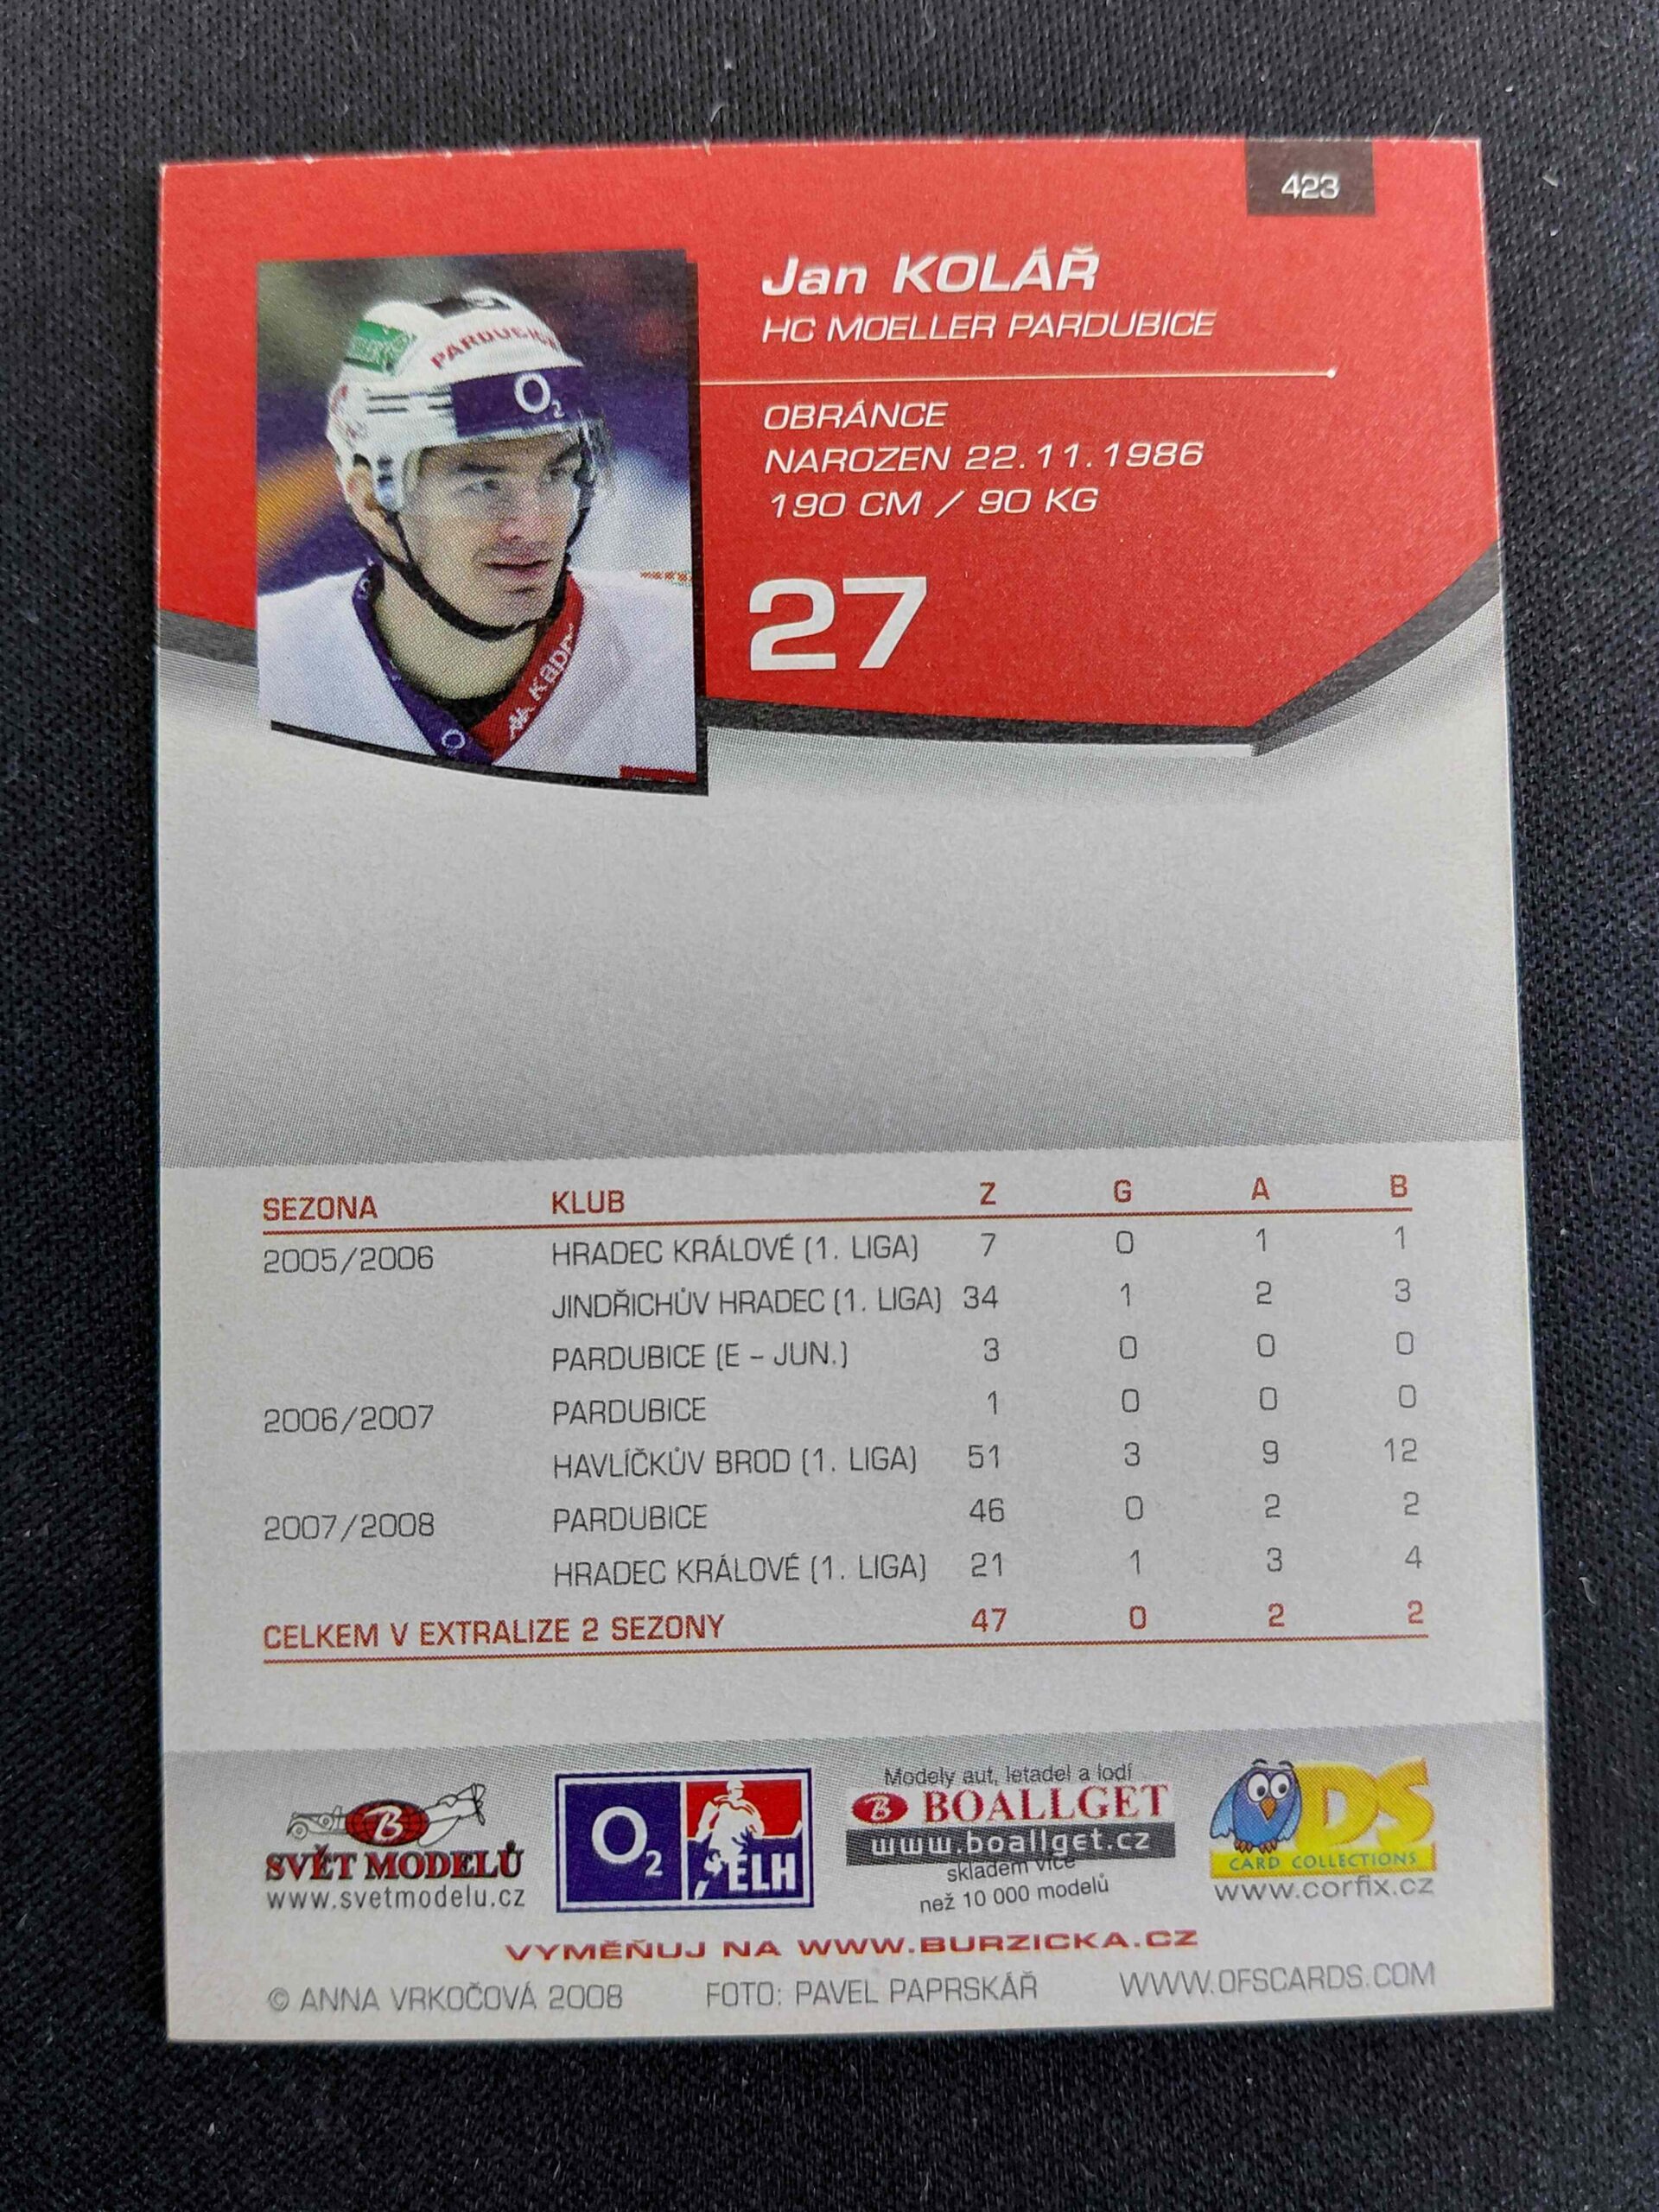 423
Jan KOLÁŘ
HC MOELLER PARDUBICE
OBRÁNCE
NAROZEN 22.11.1986
190 CM / 90 KG
27
PARDUBICE
O2
Kapp
SEZONA KLUB Z G A B
2005/2006 HRADEC KRÁLOVÉ (1. LIGA) 7 0 1 1
JINDŘICHŮV HRADEC (1. LIGA) 34 1 2 3
PARDUBICE (E - JUN.) 3 0 0 0
2006/2007 PARDUBICE 1 0 0 0
HAVLÍČKŮV BROD (1. LIGA) 51 3 9 12
2007/2008 PARDUBICE 46 0 2 2
HRADEC KRÁLOVÉ (1. LIGA) 21 1 3 4
CELKEM V EXTRALIZE 2 SEZONY 47 0 2 2
B
SVĚT MODELŮ
www.svetmodelu.cz
O2 ELH
Modely aut, letadel a lodí
B BOALLGET
www.boallget.cz
skladem více
než 10 000 modelů
DS
CARD COLLECTIONS
www.corfix.cz
VYMĚŇUJ NA WWW.BURZICKA.CZ
© ANNA VRKOČOVÁ 2008 FOTO: PAVEL PAPRSKÁŘ WWW.OFSCARDS.COM